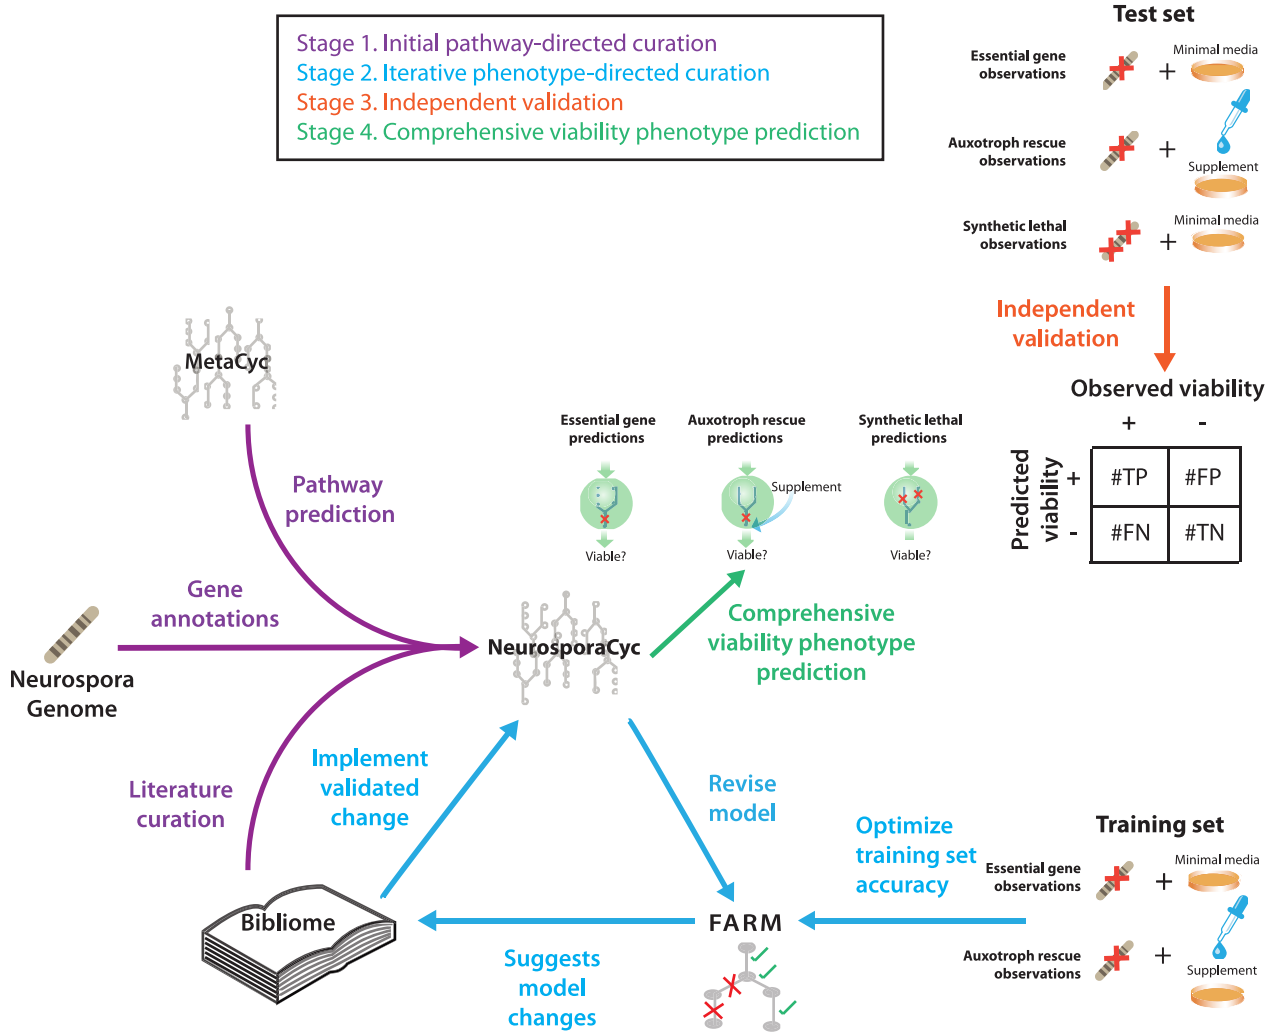 Stage 1. Initial pathway-directed curation
Stage 2. Iterative phenotype-directed curation
Stage 3. Independent validation
Stage 4. Comprehensive viability phenotype prediction
Test set
Essential gene
observations
+
Minimal media
Auxotroph rescue
observations
+
Supplement
Synthetic lethal
observations
+
Minimal media
Independent
validation
Observed viability
+ -
Predicted
viability
+ #TP #FP
- #FN #TN
MetaCyc
Pathway
prediction
Gene
annotations
Neurospora
Genome
Literature
curation
Essential gene
predictions
Viable?
Auxotroph rescue
predictions
Supplement
Viable?
Synthetic lethal
predictions
Viable?
NeurosporaCyc
Comprehensive
viability phenotype
prediction
Implement
validated
change
Revise
model
Bibliome
Suggests
model
changes
FARM
Optimize
training set
accuracy
Training set
Essential gene
observations
+
Minimal media
Auxotroph rescue
observations
+
Supplement